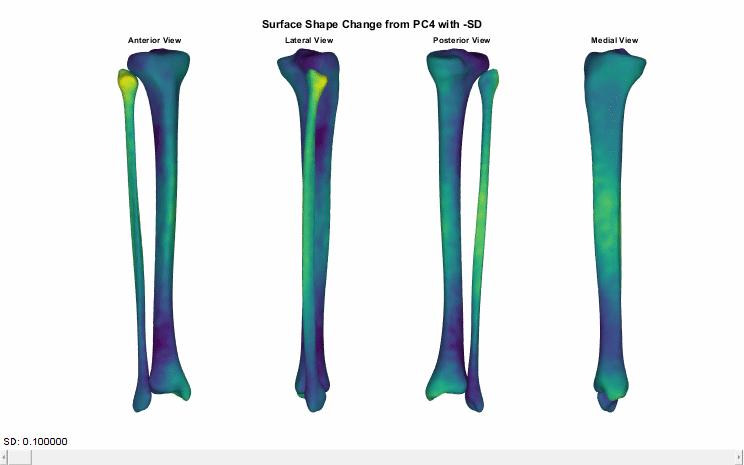 Surface Shape Change from PC4 with -SD
Anterior View
Lateral View
Posterior View
Medial View
SD: 0.100000